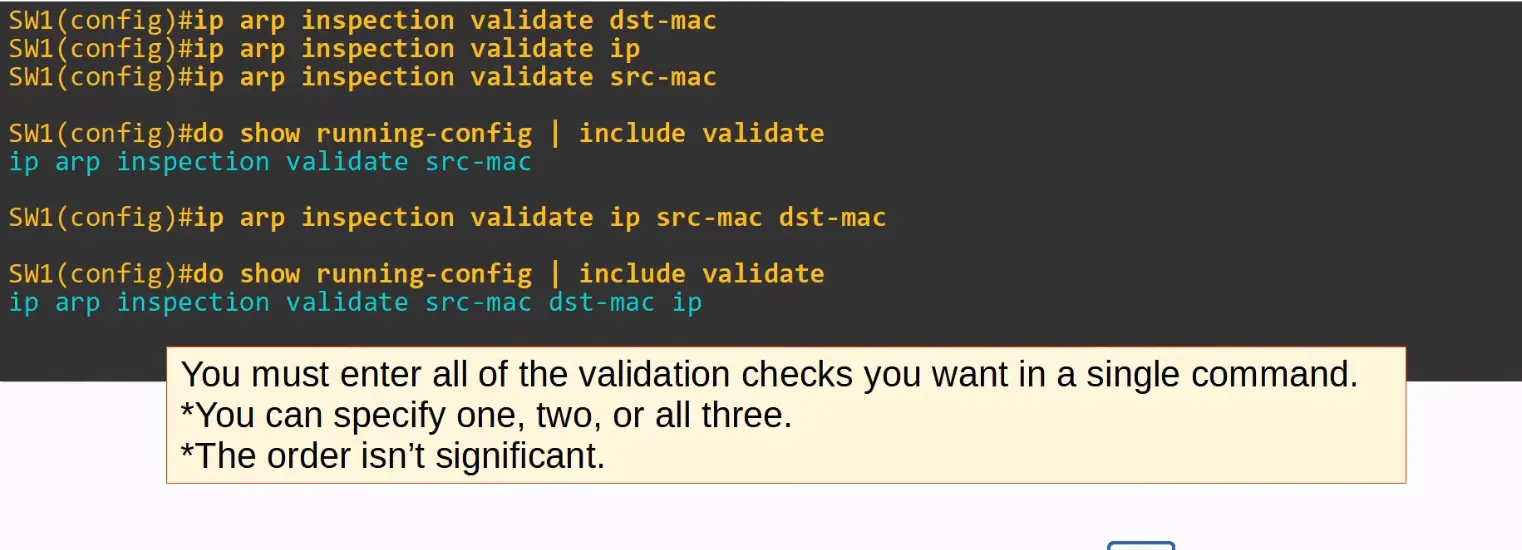 SW1(config)#ip arp inspection validate dst-mac
SW1(config)#ip arp inspection validate ip
SW1(config)#ip arp inspection validate src-mac
SW1(config)#do show running-config | include validate
ip arp inspection validate src-mac
SW1(config)#ip arp inspection validate ip src-mac dst-mac
SW1(config)#do show running-config | include validate
ip arp inspection validate src-mac dst-mac ip
You must enter all of the validation checks you want in a single command.
*You can specify one, two, or all three.
*The order isn’t significant.